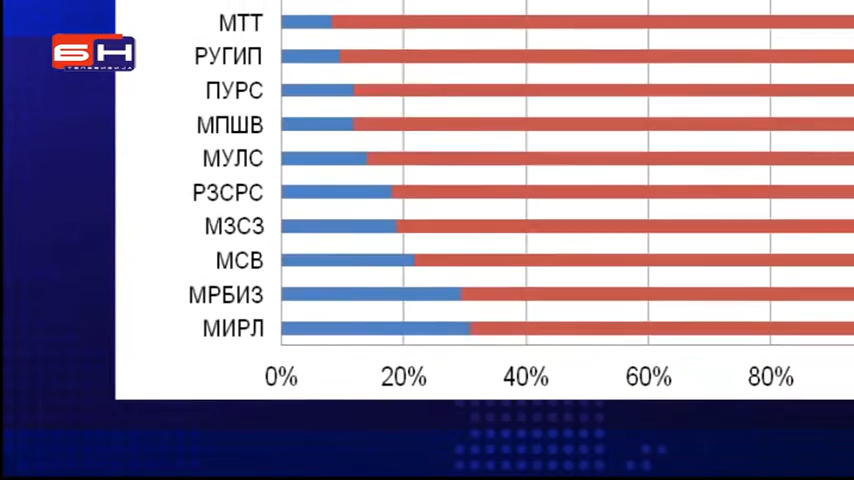 МТТ
БН
РУГИП
ПУРС
МПШВ
МУЛС
РЗСРС
МЗСЗ
МСВ
МРБИЗ
МИРЛ
0% 20% 40% 60% 80%